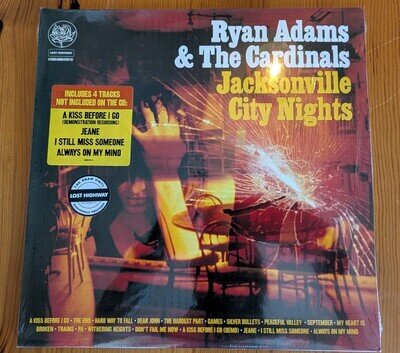 Ryan Adams
& The Cardinals
Jacksonville
City Nights
LOST HIGHWAY
INCLUDES 4 TRACKS
NOT INCLUDED ON THE CD:
A KISS BEFORE I GO
(DEMONSTRATION RECORDING)
JEANE
I STILL MISS SOMEONE
ALWAYS ON MY MIND
LOST HIGHWAY
A KISS BEFORE I GO • THE END • HARD WAY TO FALL • DEAR JOHN • THE HARDEST PART • GAMES • SILVER BULLETS • PEACEFUL VALLEY • SEPTEMBER • MY HEART IS
BROKEN • TRAINS • PA • WITHERING HEIGHTS • DON'T FAIL ME NOW • A KISS BEFORE I GO (DEMO) • JEANE • I STILL MISS SOMEONE • ALWAYS ON MY MIND